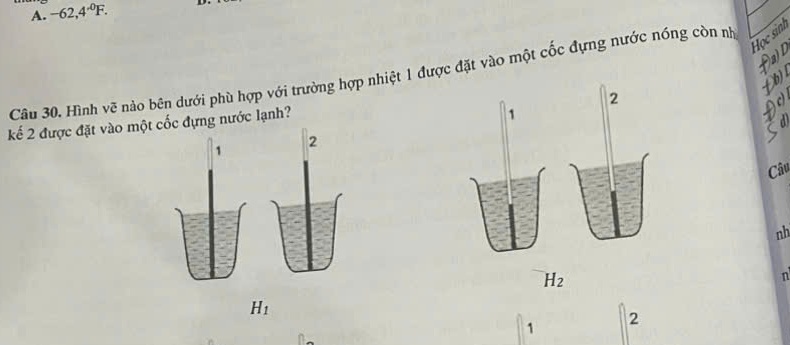 A. −62,4⁻⁰F.
Câu 30. Hình vẽ nào bên dưới phù hợp với trường hợp nhiệt 1 được đặt vào một cốc đựng nước nóng còn nh
kế 2 được đặt vào một cốc đựng nước lạnh?
1 2 1 2
H₁ H₂
1 2
Học sinh
a) D
b) D
c)
d)
Câu
nh
n